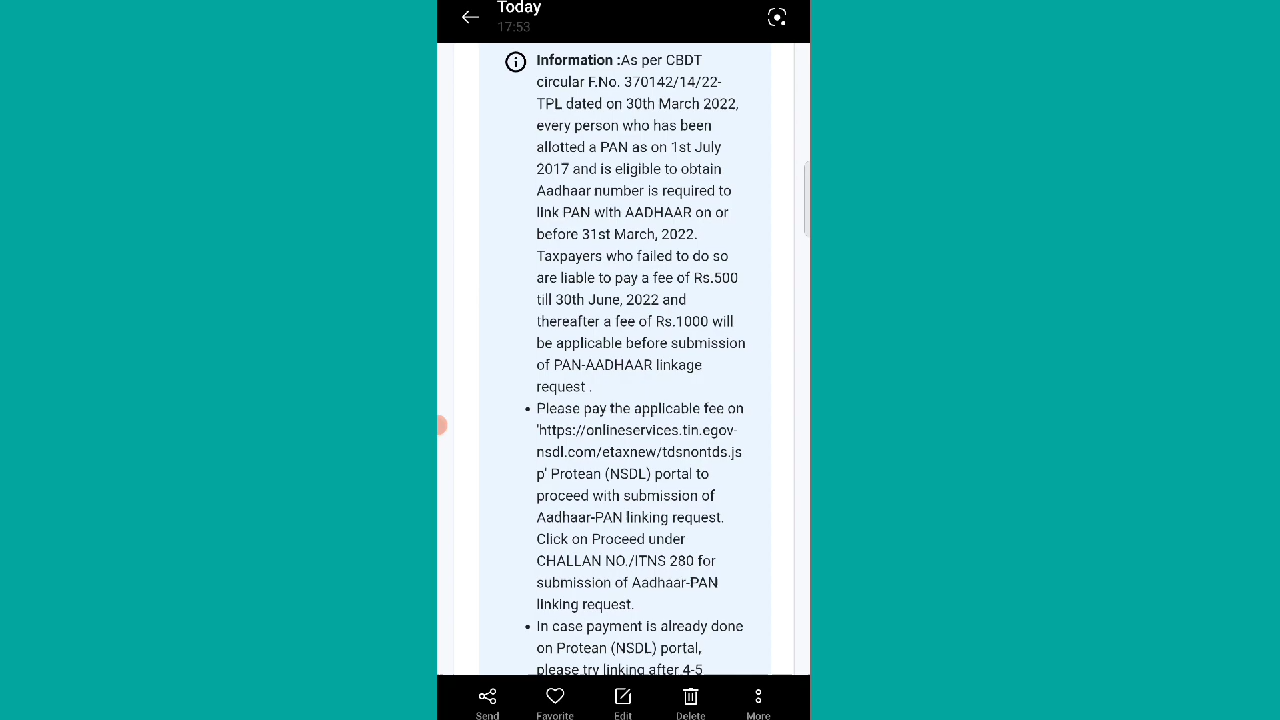 Today
17:53
Information :As per CBDT
circular F.No. 370142/14/22-
TPL dated on 30th March 2022,
every person who has been
allotted a PAN as on 1st July
2017 and is eligible to obtain
Aadhaar number is required to
link PAN with AADHAAR on or
before 31st March, 2022.
Taxpayers who failed to do so
are liable to pay a fee of Rs.500
till 30th June, 2022 and
thereafter a fee of Rs.1000 will
be applicable before submission
of PAN-AADHAAR linkage
request .
• Please pay the applicable fee on
'https://onlineservices.tin.egov-
nsdl.com/etaxnew/tdsnontds.js
p' Protean (NSDL) portal to
proceed with submission of
Aadhaar-PAN linking request.
Click on Proceed under
CHALLAN NO./ITNS 280 for
submission of Aadhaar-PAN
linking request.
• In case payment is already done
on Protean (NSDL) portal,
please try linking after 4-5
Send Favorite Edit Delete More